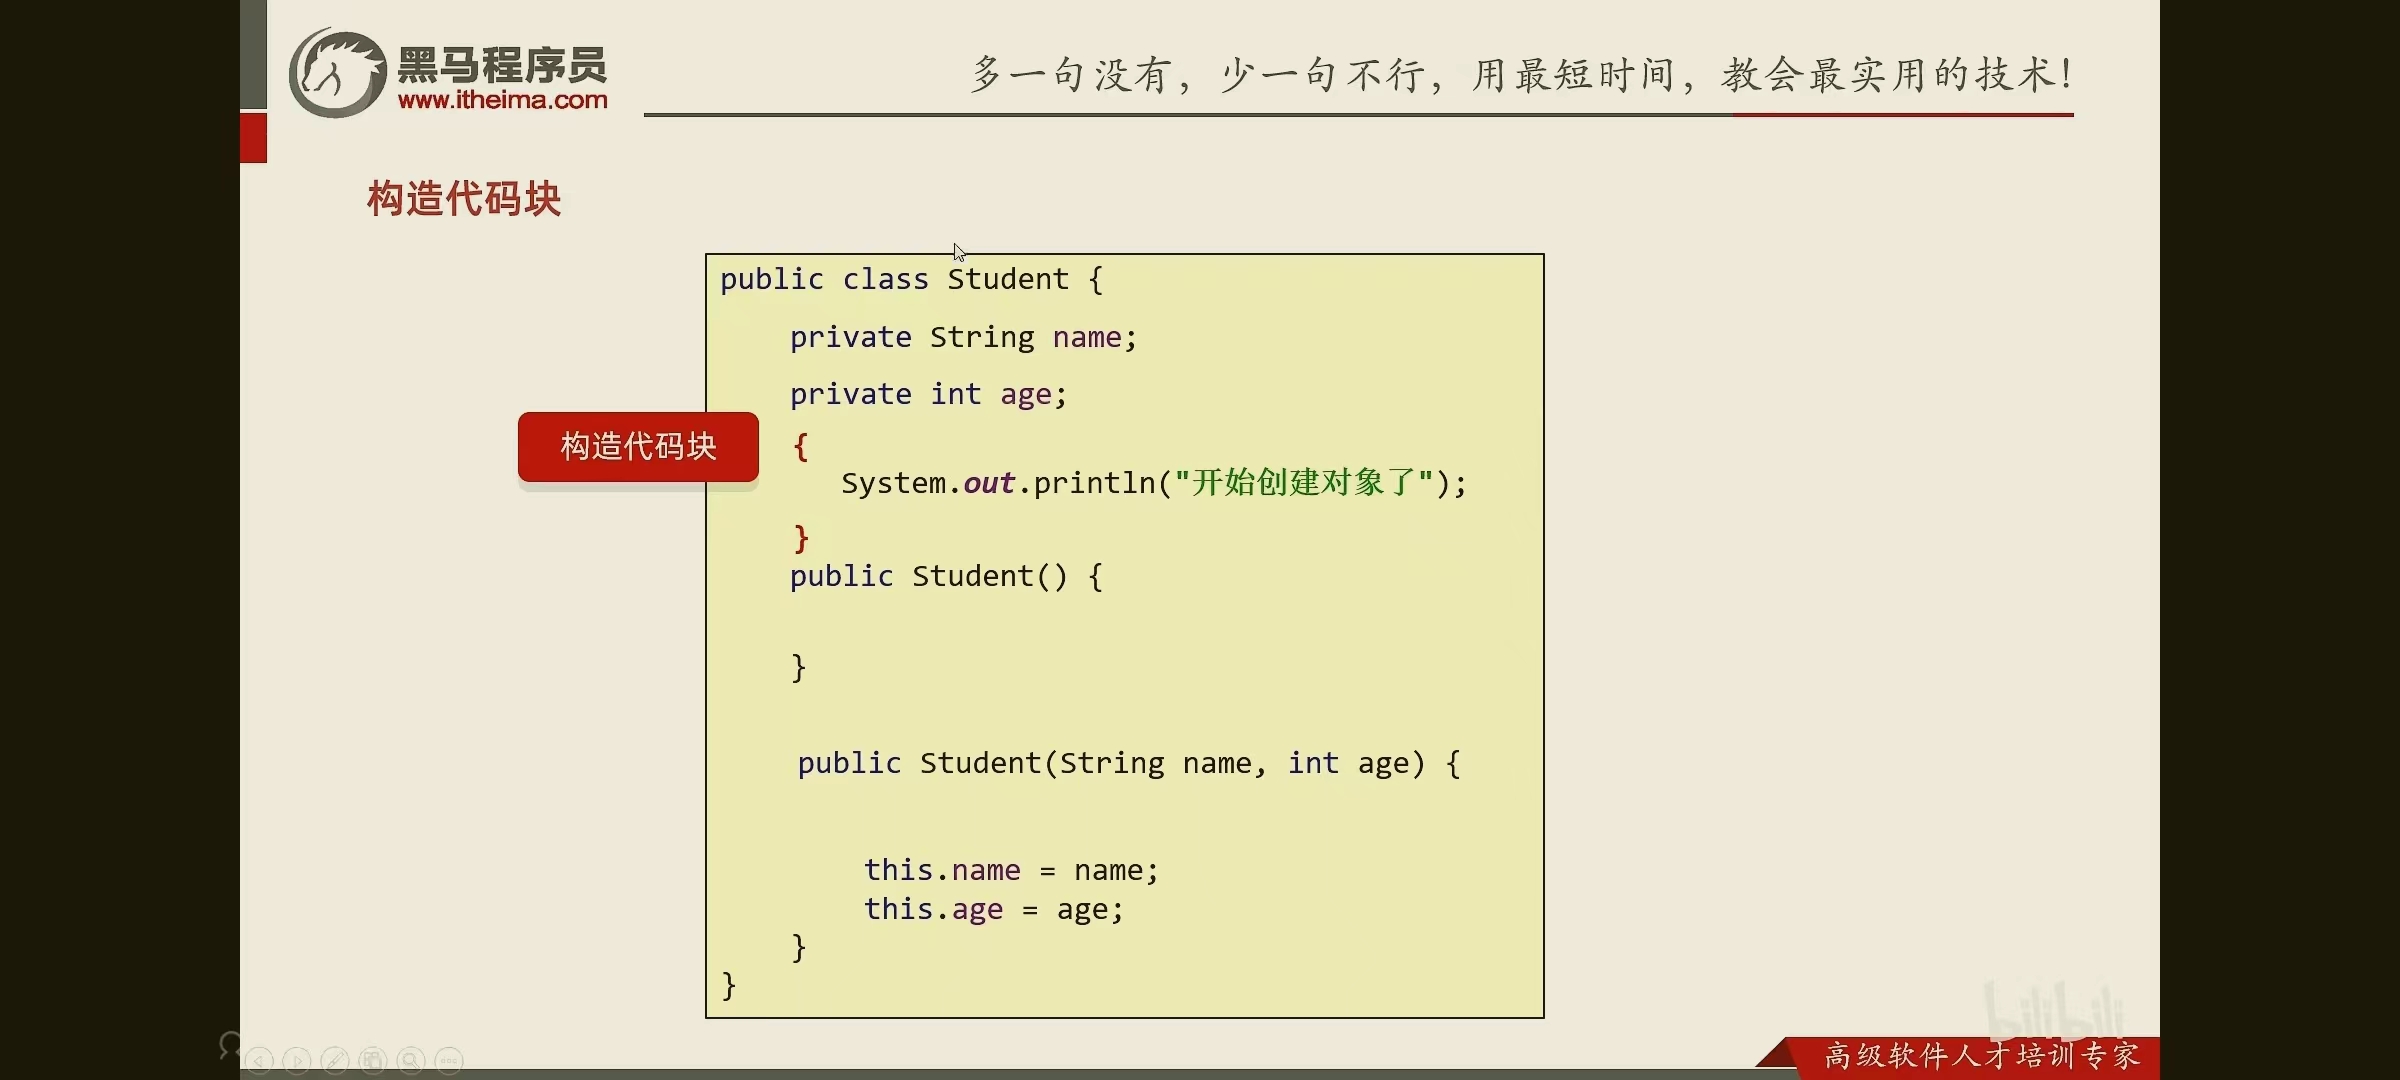 黑马程序员
www.itheima.com
多一句没有，少一句不行，用最短时间，教会最实用的技术！
构造代码块
public class Student {
private String name;
private int age;
构造代码块
{
System.out.println("开始创建对象了");
}
public Student() {
}
public Student(String name, int age) {
this.name = name;
this.age = age;
}
}
bilibili
高级软件人才培训专家